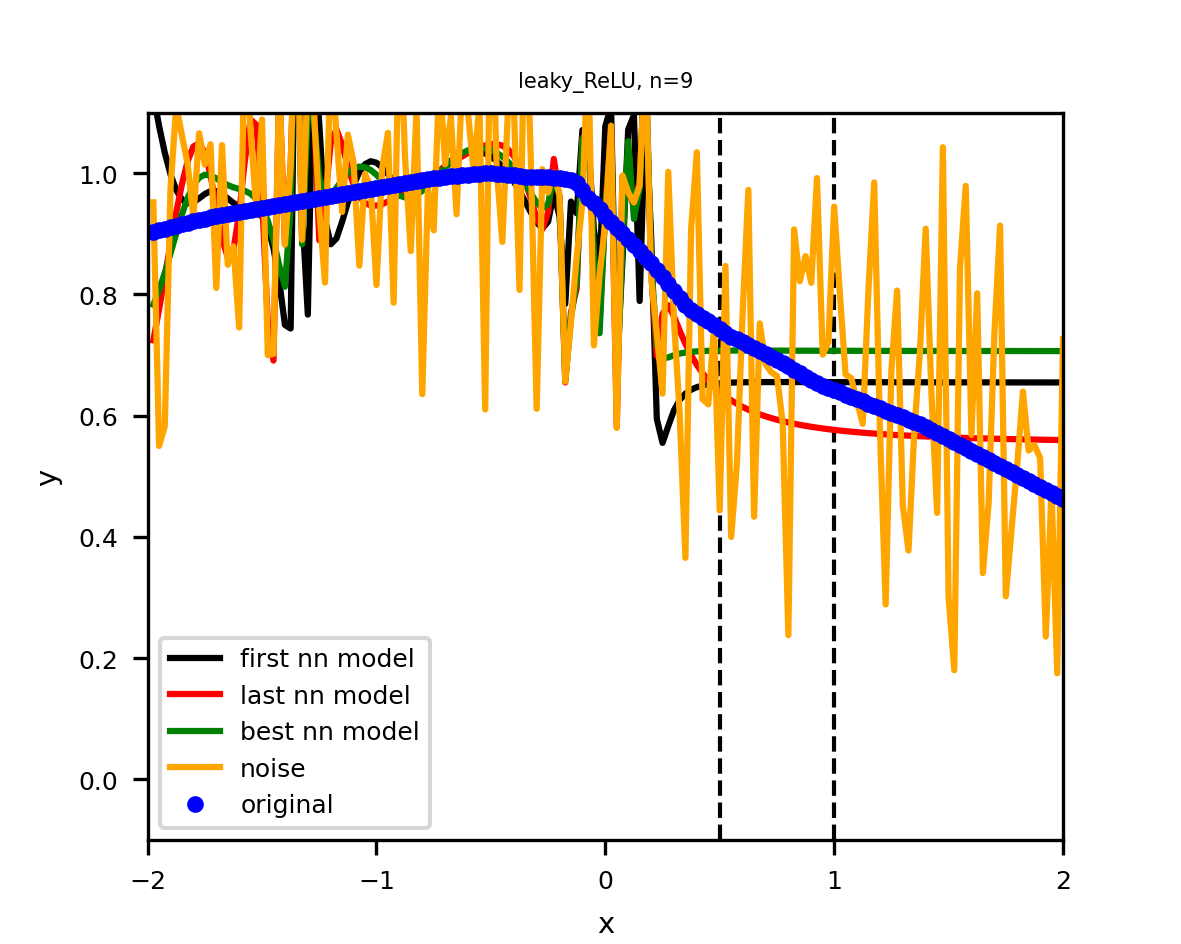 leaky_ReLU, n=9
1.0
0.8
0.6
0.4
0.2
0.0
y
first nn model
last nn model
best nn model
noise
original
−2
−1
0
1
2
x